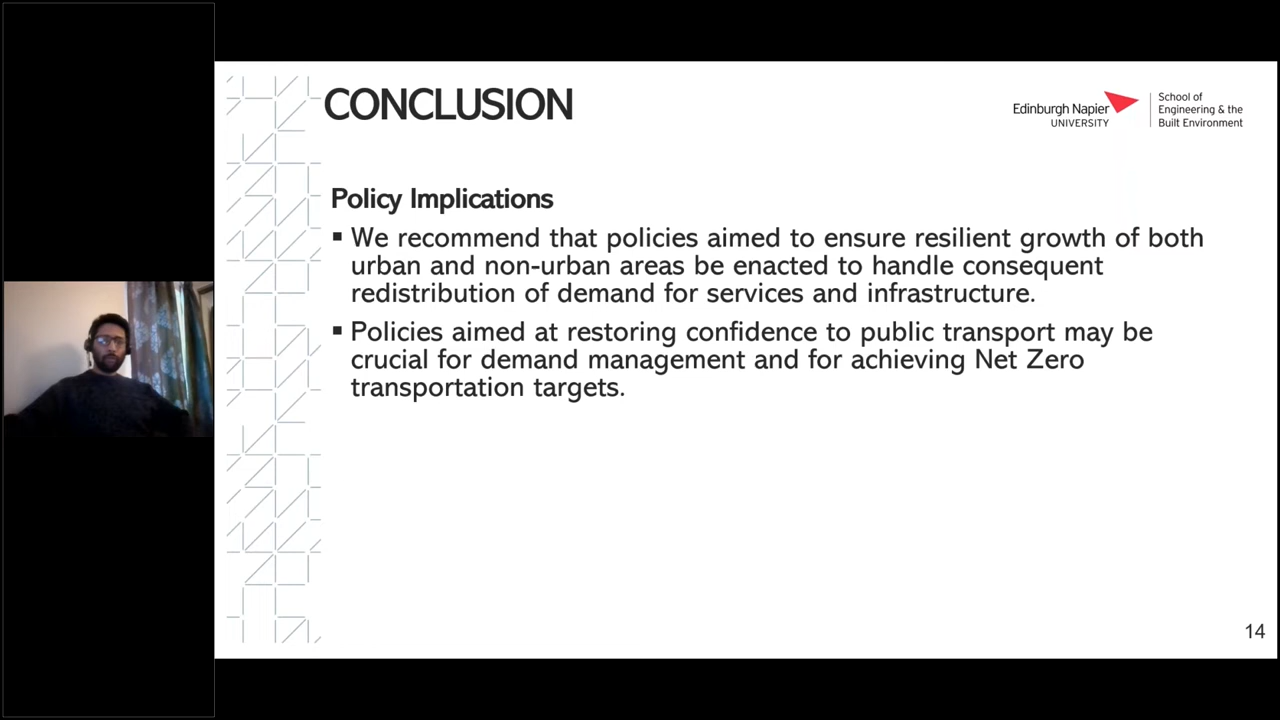 CONCLUSION
Edinburgh Napier
UNIVERSITY
School of
Engineering & the
Built Environment
Policy Implications
▪ We recommend that policies aimed to ensure resilient growth of both
urban and non-urban areas be enacted to handle consequent
redistribution of demand for services and infrastructure.
▪ Policies aimed at restoring confidence to public transport may be
crucial for demand management and for achieving Net Zero
transportation targets.
14